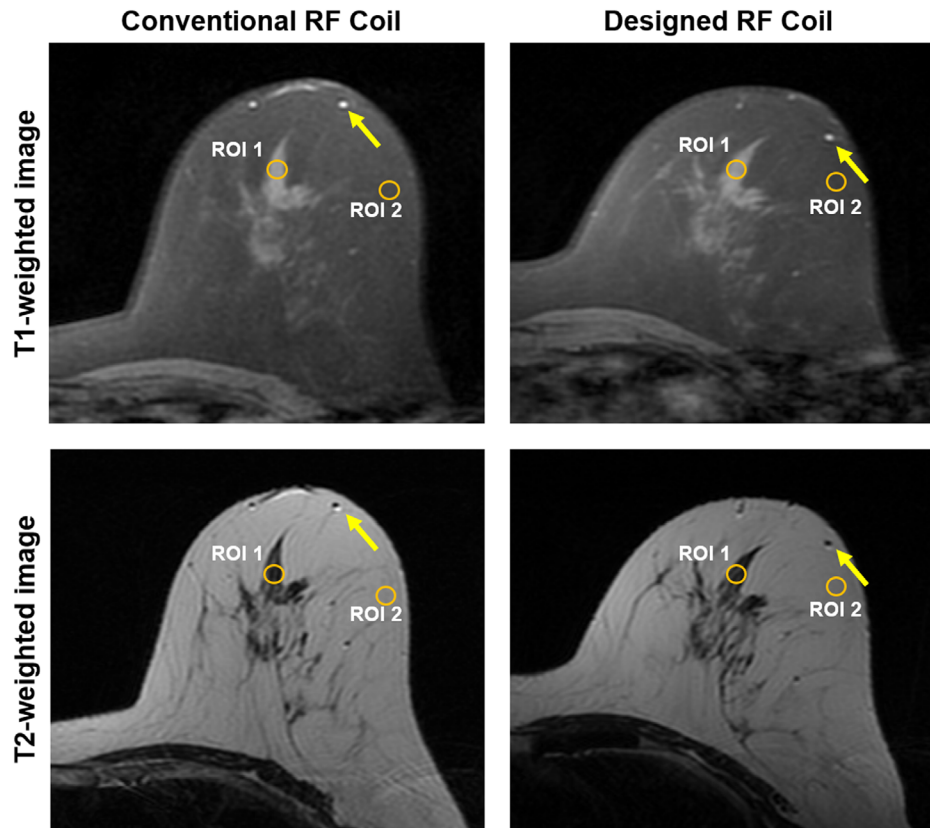 Conventional RF Coil
Designed RF Coil
T1-weighted image
ROI 1
ROI 2
ROI 1
ROI 2
T2-weighted image
ROI 1
ROI 2
ROI 1
ROI 2